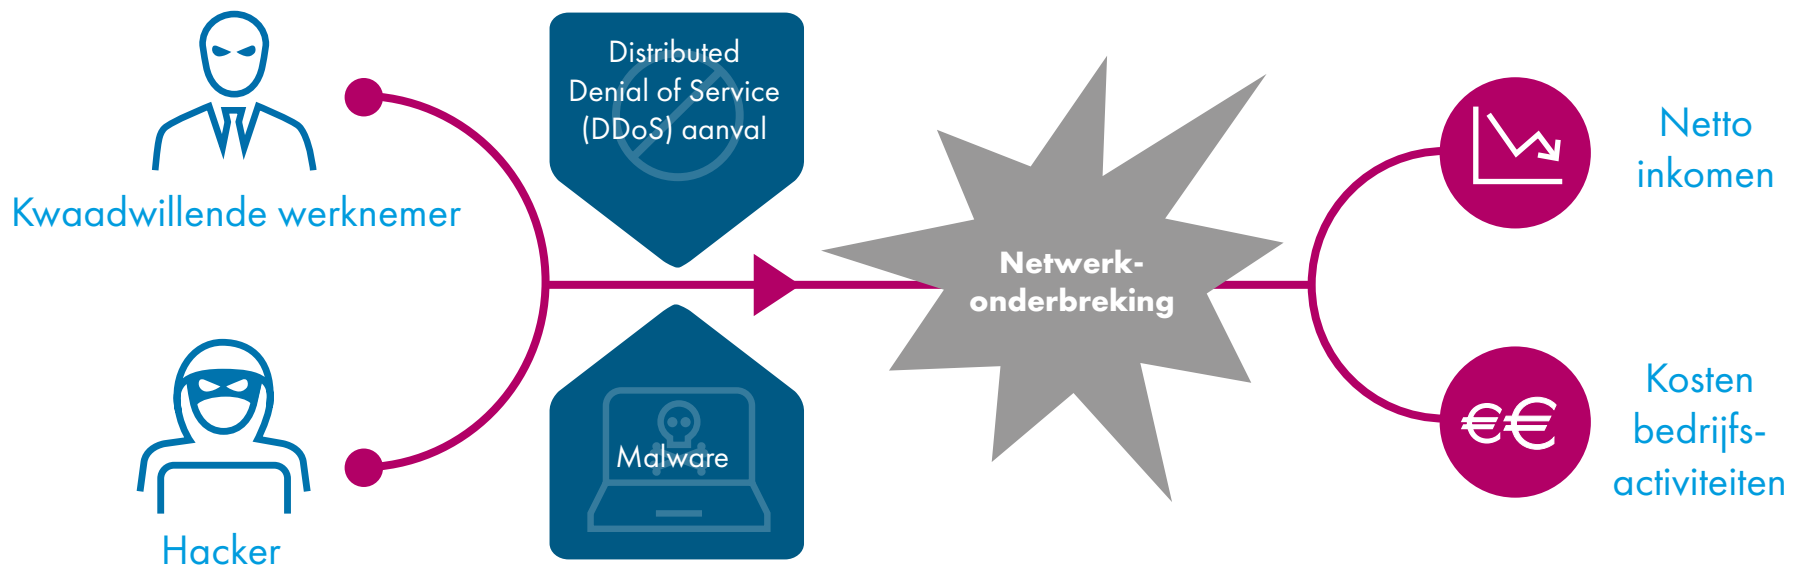 Kwaadwillende werknemer
Hacker
Distributed
Denial of Service
(DDoS) aanval
Malware
Netwerk-
onderbreking
Netto
inkomen
€€
Kosten
bedrijfs-
activiteiten